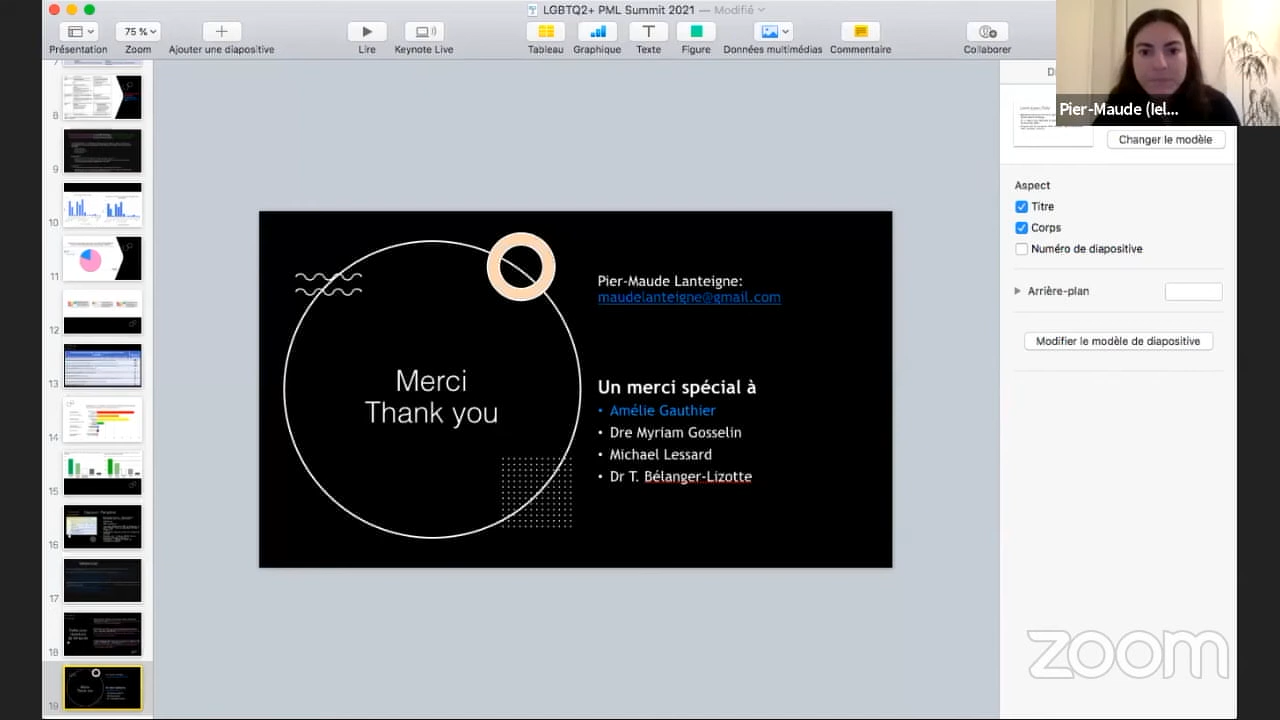 LGBTQ2+ PML Summit 2021 — Modifié
75 %
Présentation
Zoom
Ajouter une diapositive
Lire
Keynote Live
Tableau
Graphique
Texte
Figure
Données multimédias
Commentaire
Collaborer
Pier-Maude (Iel...
Changer le modèle
Aspect
Titre
Corps
Numéro de diapositive
Arrière-plan
Modifier le modèle de diapositive
7
8
9
10
11
12
13
14
15
16
17
18
19
Merci
Thank you
Pier-Maude Lanteigne:
maudelanteigne@gmail.com
Un merci spécial à
• Amélie Gauthier
• Dre Myriam Gosselin
• Michael Lessard
• Dr T. Bélanger-Lizotte
zoom